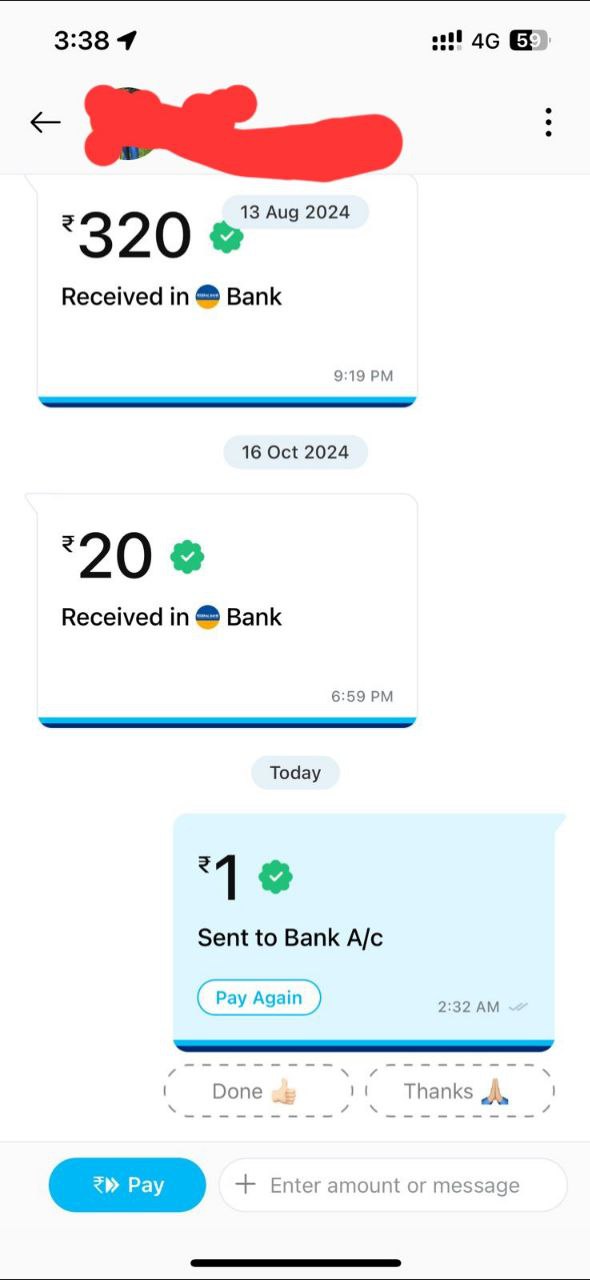 3:38
4G 59
13 Aug 2024
₹320
Received in Bank
9:19 PM
16 Oct 2024
₹20
Received in Bank
6:59 PM
Today
₹1
Sent to Bank A/c
Pay Again
2:32 AM
Done 👍🏻
Thanks 🙏🏼
₹ Pay
+ Enter amount or message